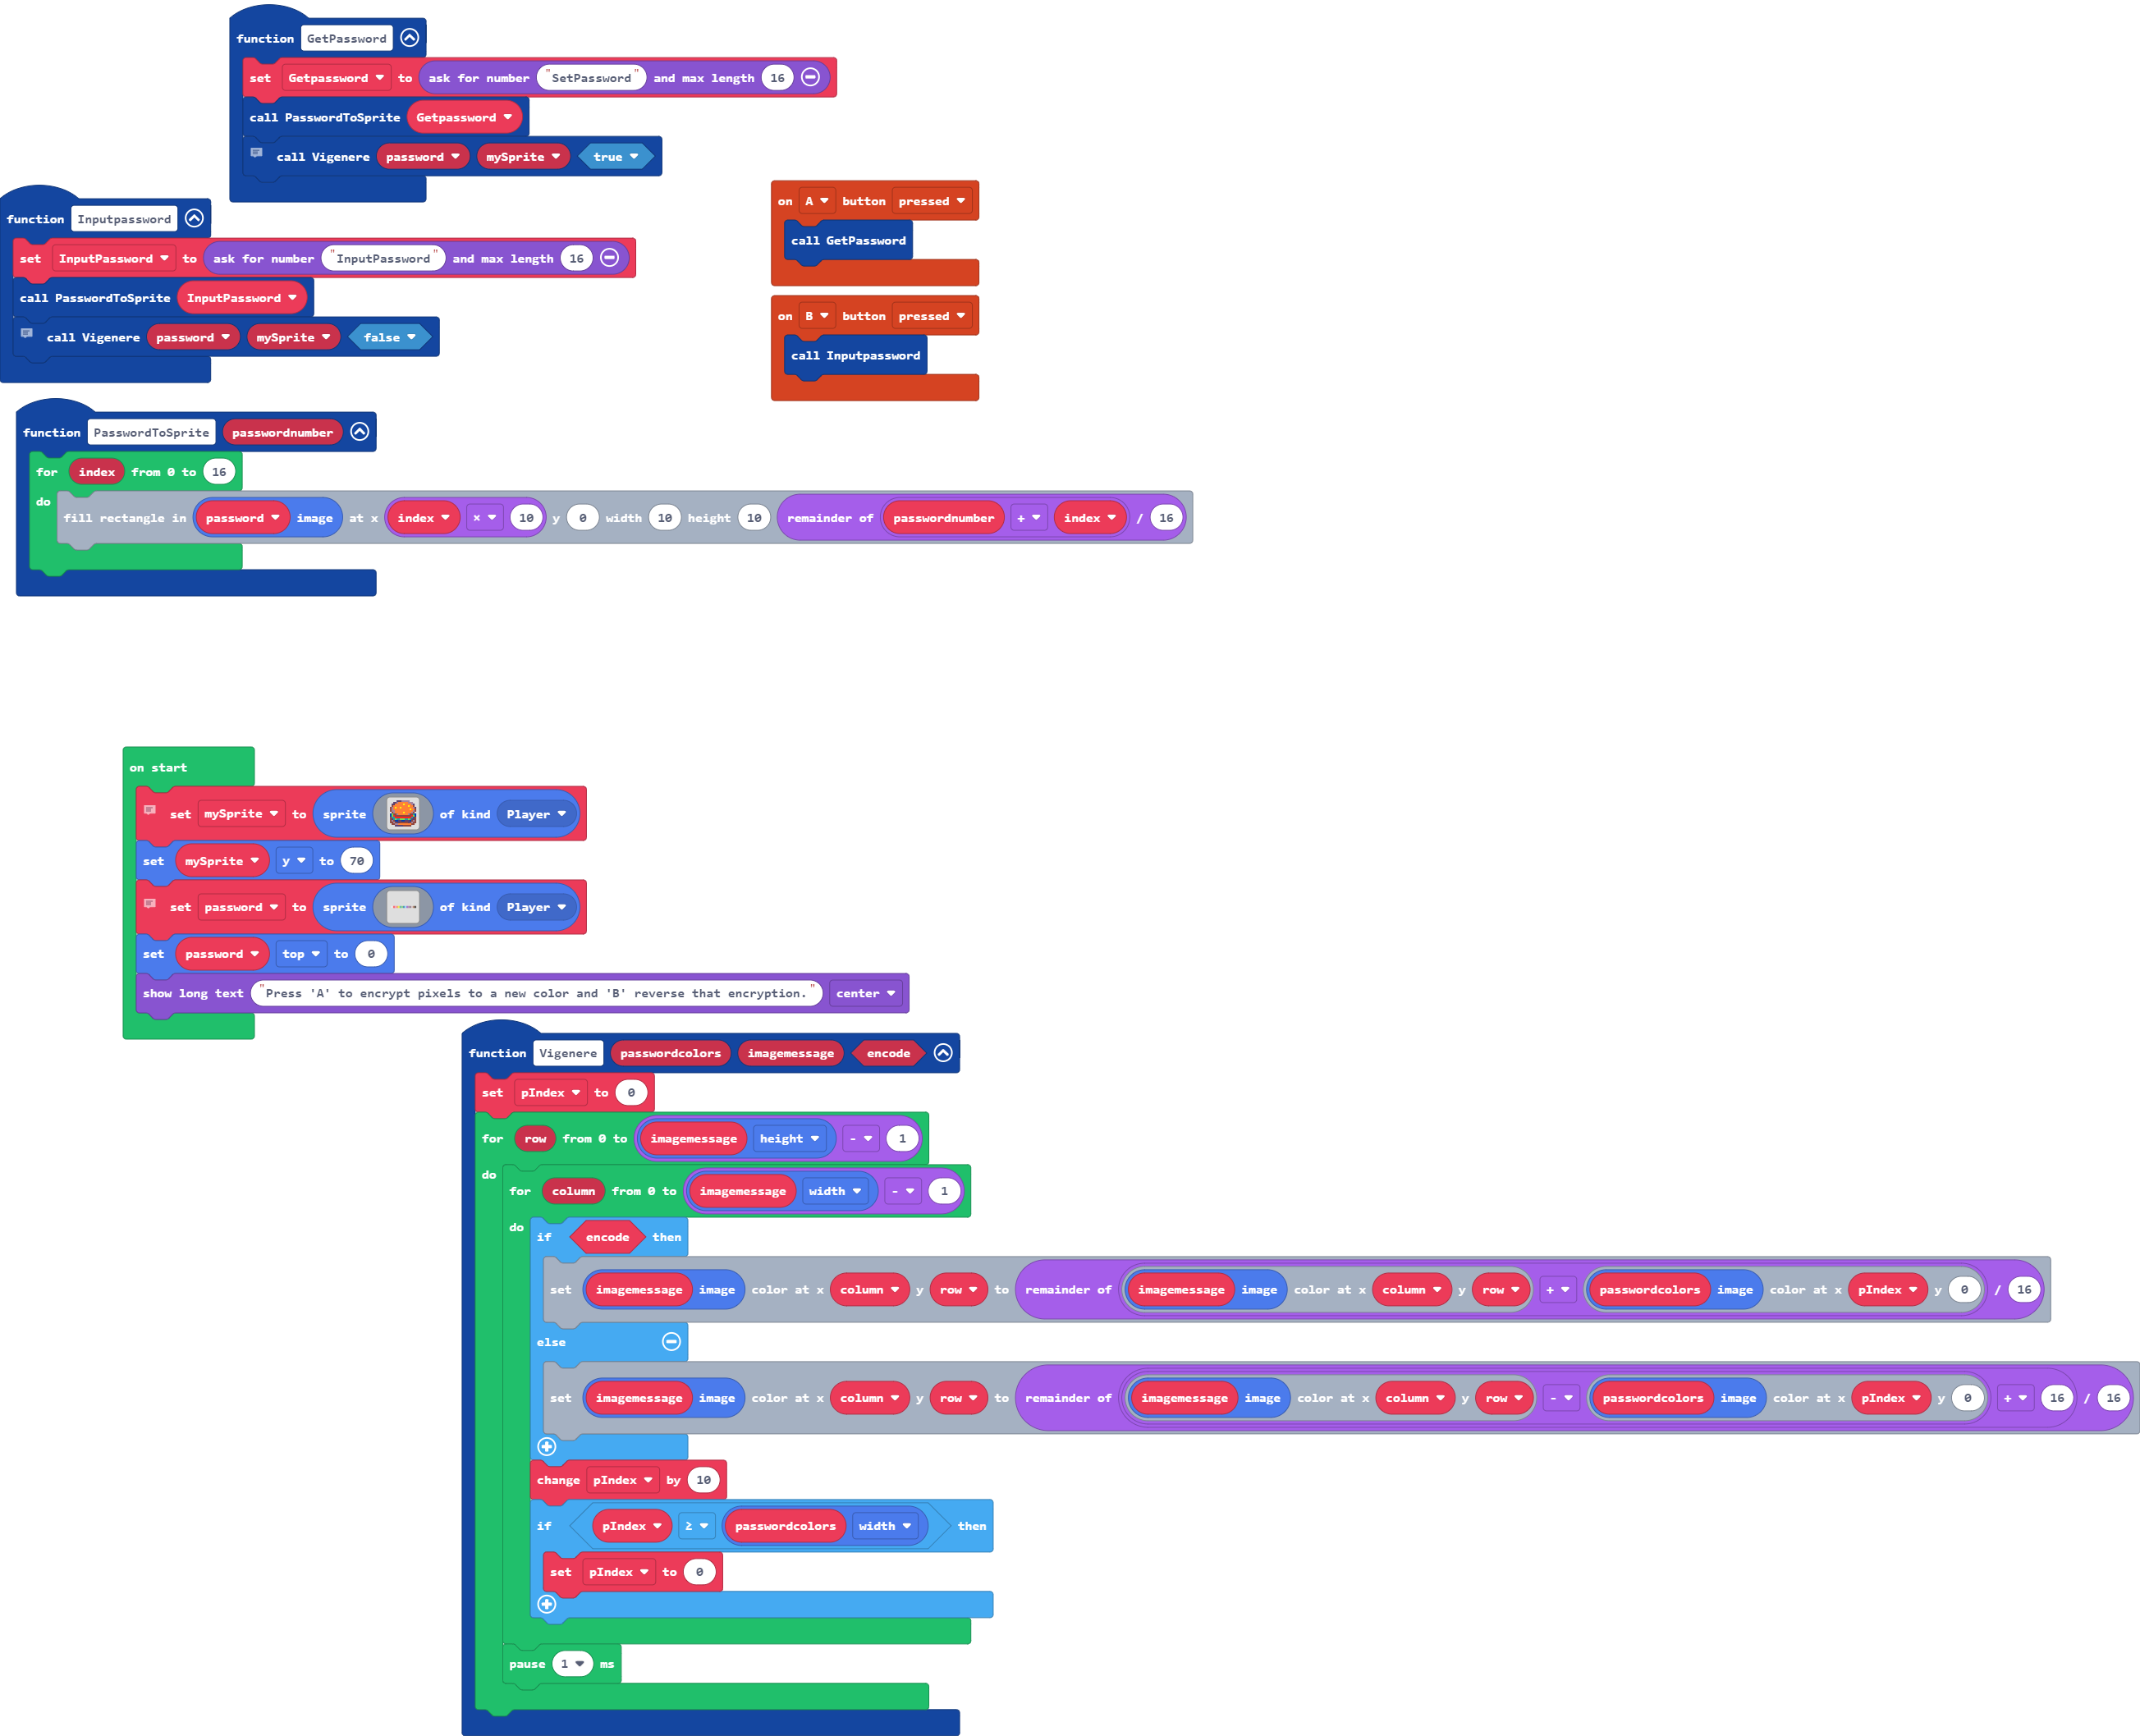 function GetPassword
set Getpassword to ask for number "SetPassword" and max length 16
call PasswordToSprite Getpassword
call Vigenere password mySprite true
function Inputpassword
set InputPassword to ask for number "InputPassword" and max length 16
call PasswordToSprite InputPassword
call Vigenere password mySprite false
on A button pressed
call GetPassword
on B button pressed
call Inputpassword
function PasswordToSprite passwordnumber
for index from 0 to 16
do
fill rectangle in password image at x index × 10 y 0 width 10 height 10 remainder of passwordnumber + index / 16
on start
set mySprite to sprite of kind Player
set mySprite y to 70
set password to sprite of kind Player
set password top to 0
show long text "Press 'A' to encrypt pixels to a new color and 'B' reverse that encryption." center
function Vigenere passwordcolors imagemessage encode
set pIndex to 0
for row from 0 to imagemessage height - 1
do
for column from 0 to imagemessage width - 1
do
if encode then
set imagemessage image color at x column y row to remainder of imagemessage image color at x column y row + passwordcolors image color at x pIndex y 0 / 16
else
set imagemessage image color at x column y row to remainder of imagemessage image color at x column y row - passwordcolors image color at x pIndex y 0 + 16 / 16
change pIndex by 10
if pIndex ≥ passwordcolors width then
set pIndex to 0
pause 1 ms